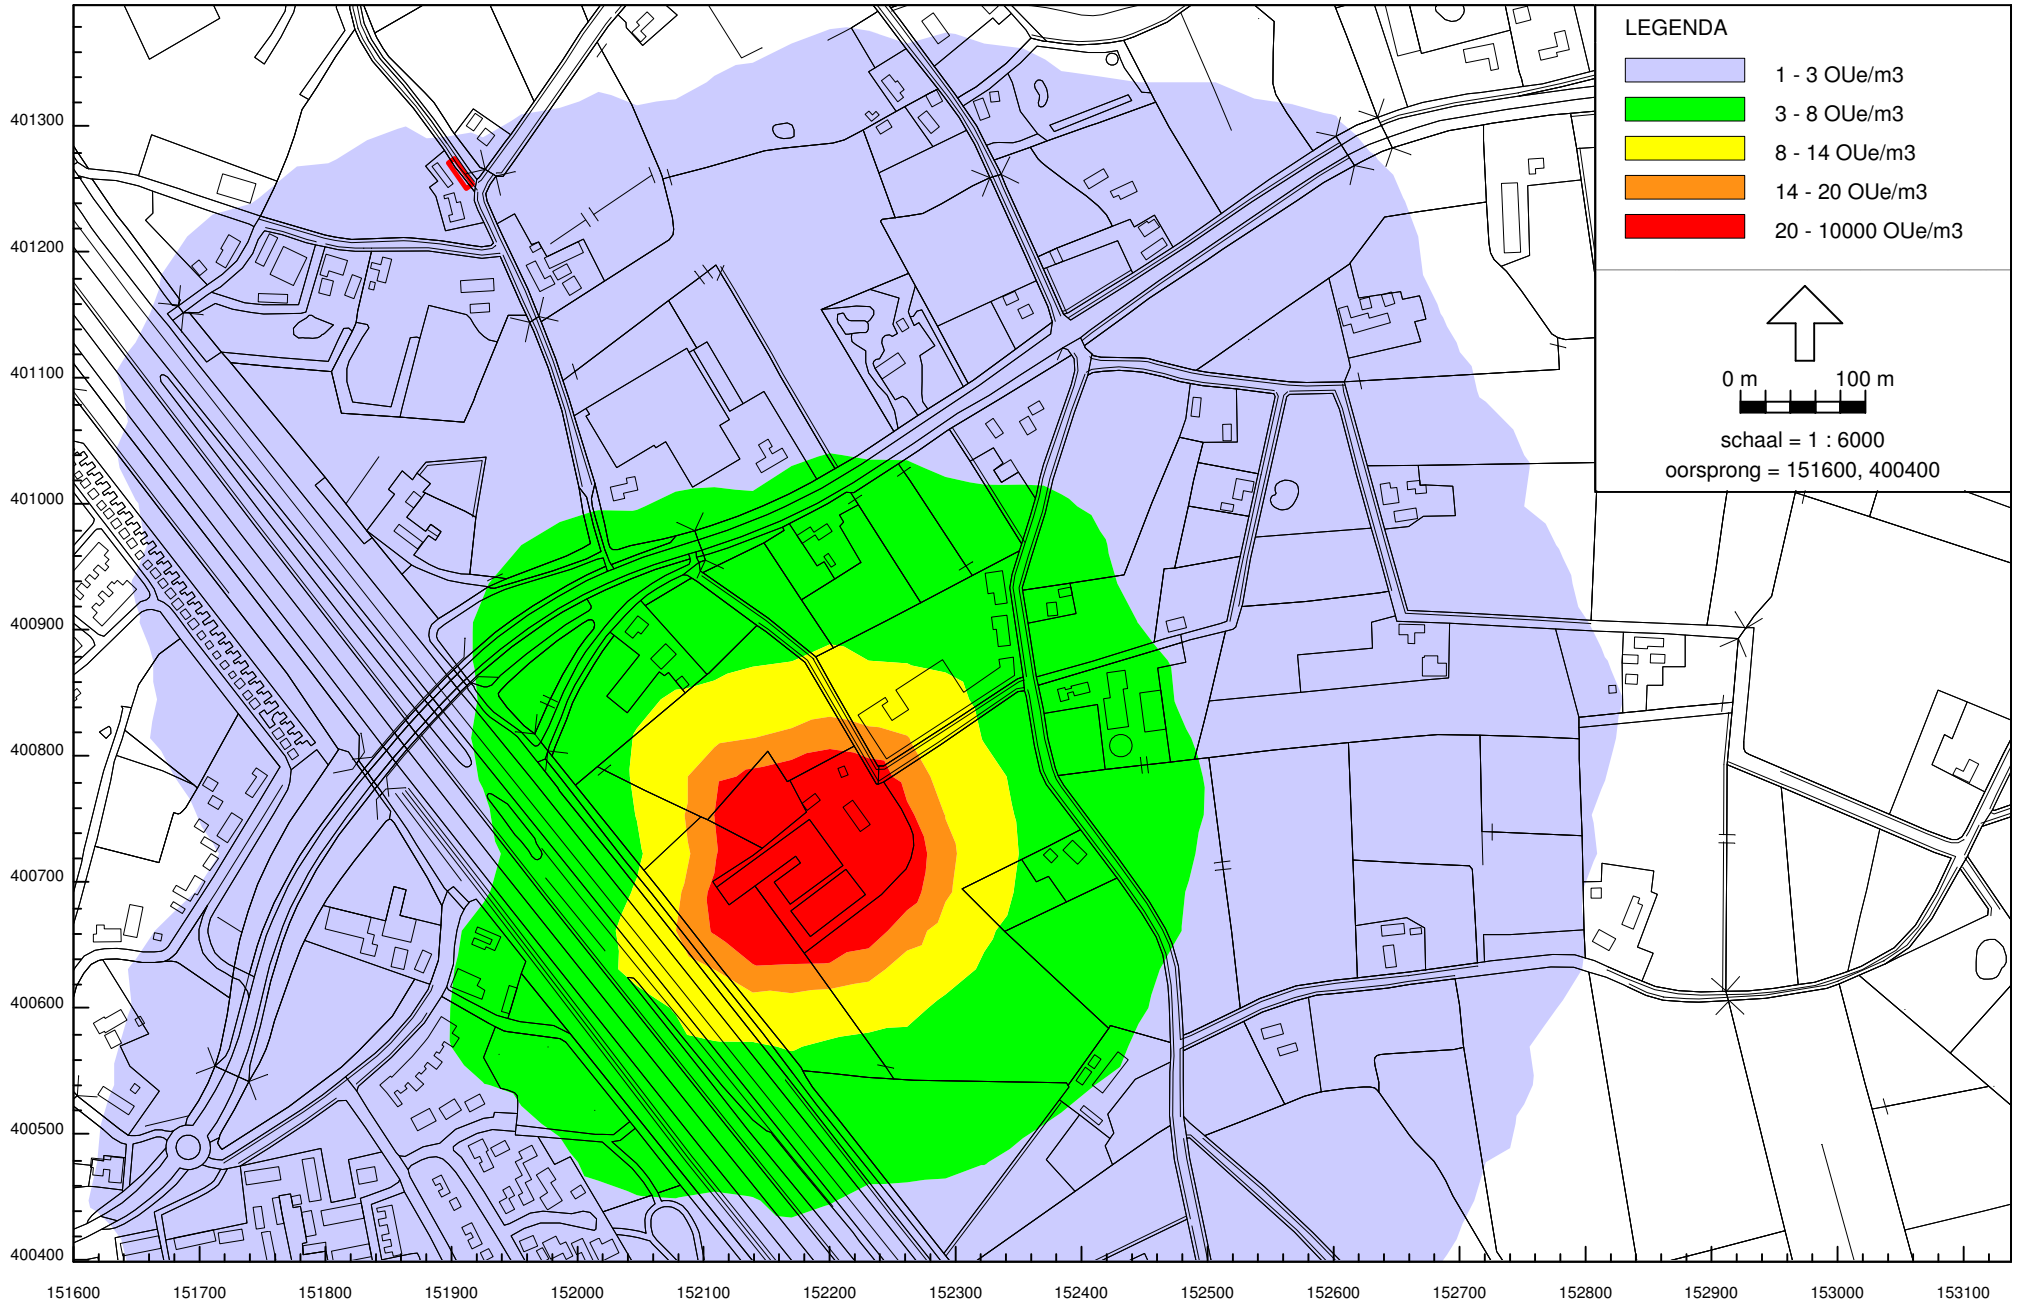 LEGENDA
1 - 3 OUe/m3
3 - 8 OUe/m3
8 - 14 OUe/m3
14 - 20 OUe/m3
20 - 10000 OUe/m3
0 m 100 m
schaal = 1 : 6000
oorsprong = 151600, 400400
401300
401200
401100
401000
400900
400800
400700
400600
400500
400400
151600 151700 151800 151900 152000 152100 152200 152300 152400 152500 152600 152700 152800 152900 153000 153100